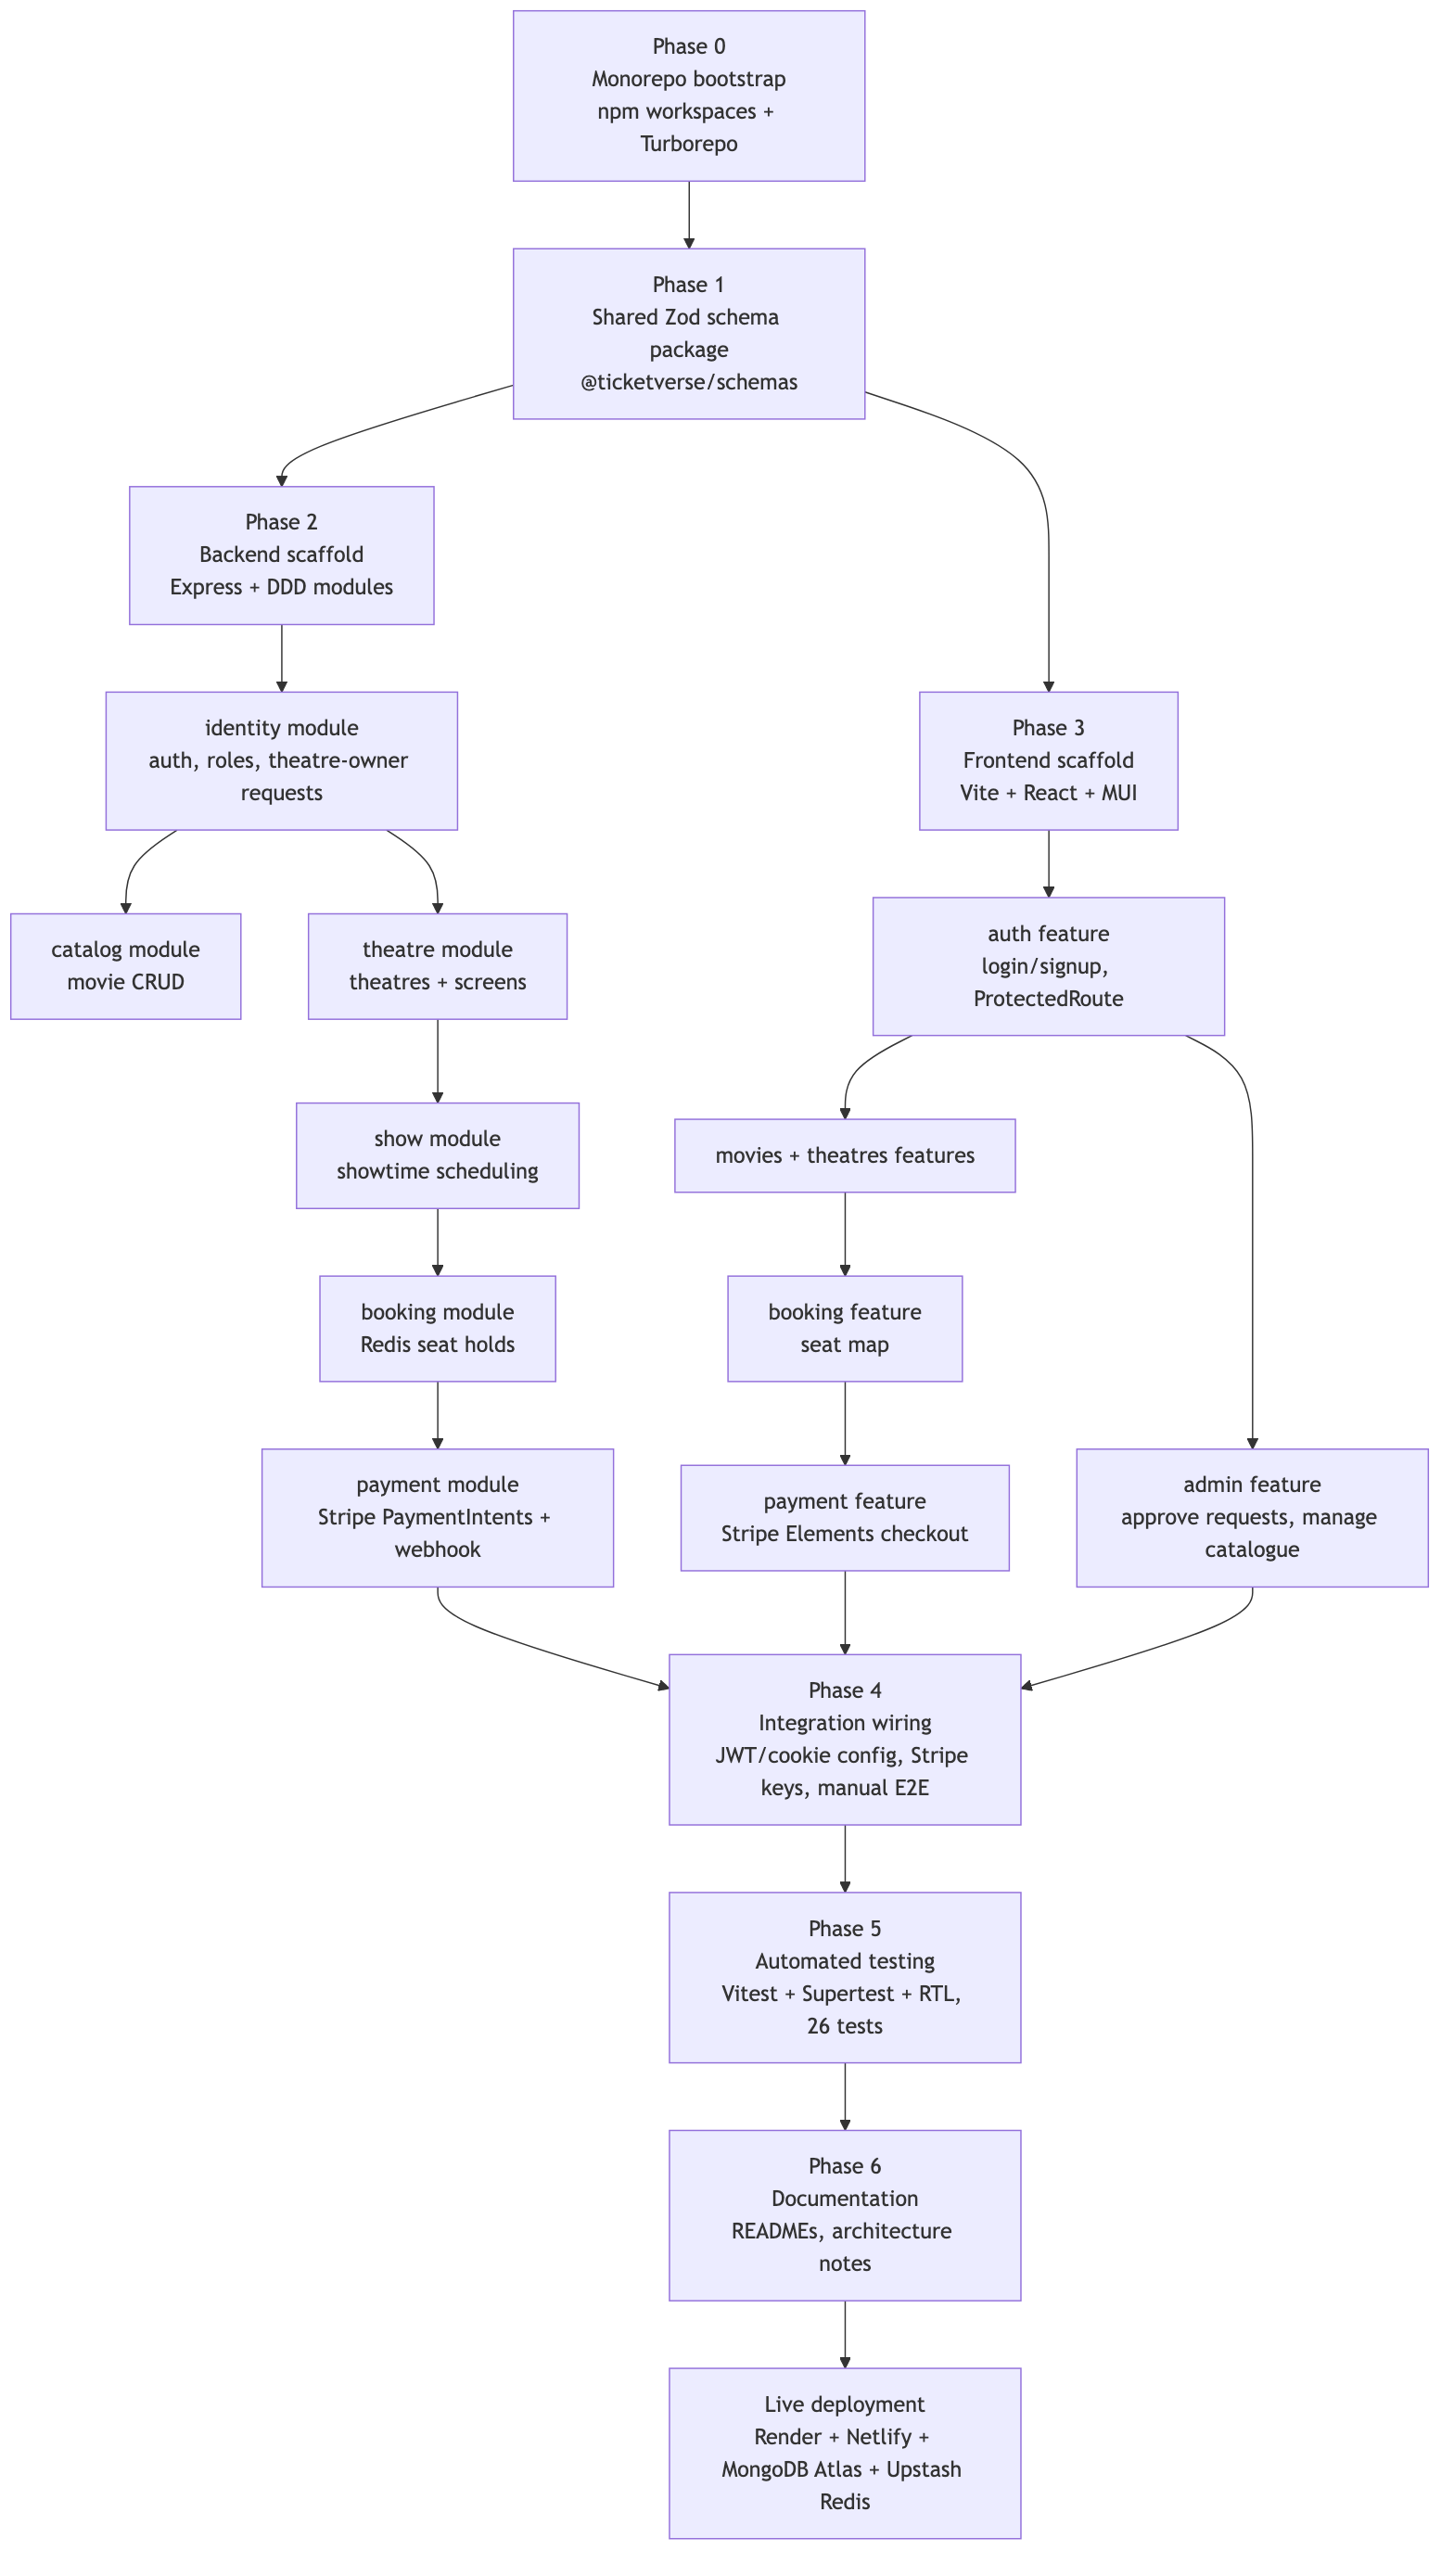 Phase 0
Monorepo bootstrap
npm workspaces +
Turborepo
Phase 1
Shared Zod schema
package
@ticketverse/schemas
Phase 2
Backend scaffold
Express + DDD modules
identity module
auth, roles, theatre-owner
requests
Phase 3
Frontend scaffold
Vite + React + MUI
catalog module
movie CRUD
theatre module
theatres + screens
auth feature
login/signup,
ProtectedRoute
show module
showtime scheduling
movies + theatres features
booking module
Redis seat holds
booking feature
seat map
payment module
Stripe PaymentIntents +
webhook
payment feature
Stripe Elements checkout
admin feature
approve requests, manage
catalogue
Phase 4
Integration wiring
JWT/cookie config, Stripe
keys, manual E2E
Phase 5
Automated testing
Vitest + Supertest + RTL,
26 tests
Phase 6
Documentation
READMEs, architecture
notes
Live deployment
Render + Netlify +
MongoDB Atlas + Upstash
Redis